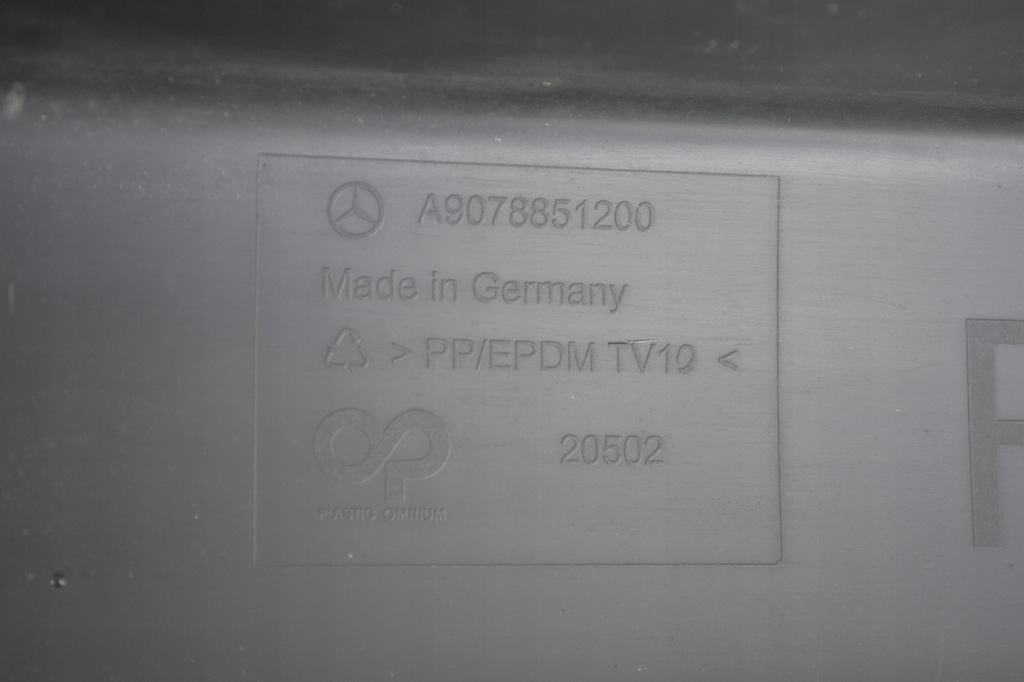 A9078851200
Made in Germany
> PP/EPDM TV10 <
20502
PLASTIC OMNIUM